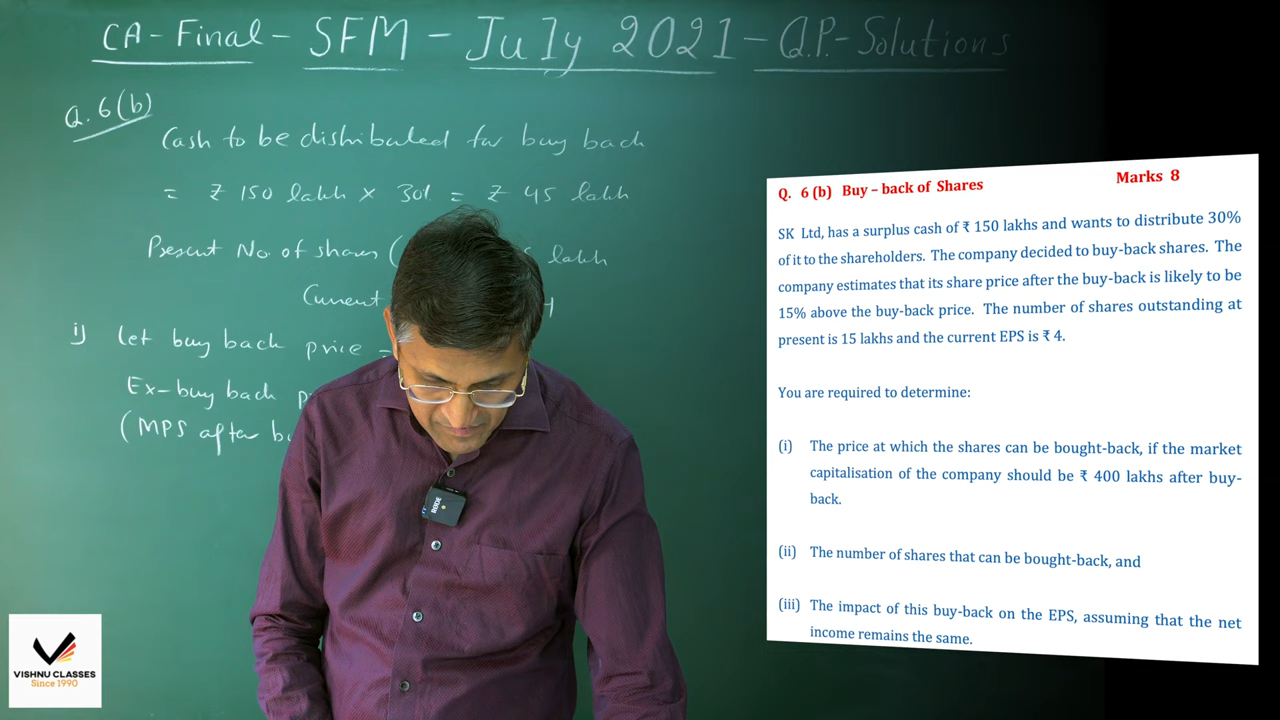 CA - Final - SFM - July 2021 - Q.P. - Solutions
Q. 6(b)
Cash to be distributed for buy back
= ₹ 150 lakh × 30% = ₹ 45 lakh
Present No. of shares ( lakh
Current
i) Let buy back price =
Ex-buy back
(MPS after
Q. 6 (b) Buy – back of Shares Marks 8
SK Ltd, has a surplus cash of ₹ 150 lakhs and wants to distribute 30%
of it to the shareholders. The company decided to buy-back shares. The
company estimates that its share price after the buy-back is likely to be
15% above the buy-back price. The number of shares outstanding at
present is 15 lakhs and the current EPS is ₹ 4.
You are required to determine:
(i) The price at which the shares can be bought-back, if the market
capitalisation of the company should be ₹ 400 lakhs after buy-
back.
(ii) The number of shares that can be bought-back, and
(iii) The impact of this buy-back on the EPS, assuming that the net
income remains the same.
RODE
VISHNU CLASSES
Since 1990